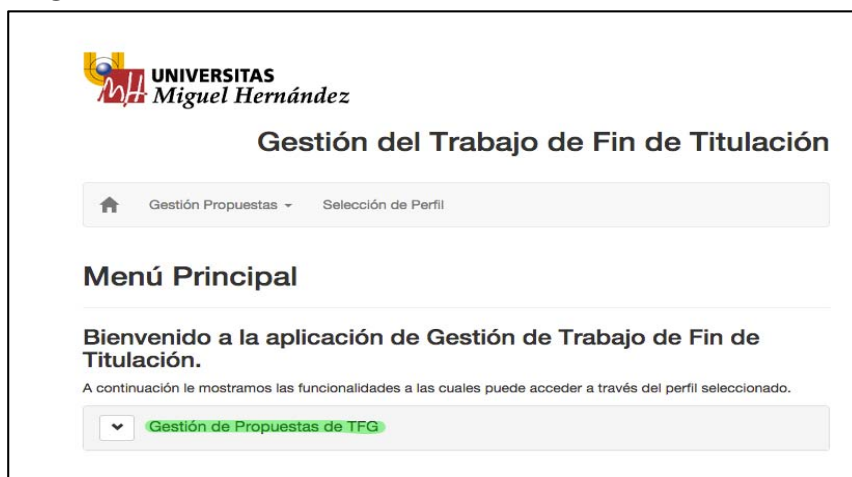 UNIVERSITAS
Miguel Hernández
Gestión del Trabajo de Fin de Titulación
Gestión Propuestas
Selección de Perfil
Menú Principal
Bienvenido a la aplicación de Gestión de Trabajo de Fin de
Titulación.
A continuación le mostramos las funcionalidades a las cuales puede acceder a través del perfil seleccionado.
Gestión de Propuestas de TFG